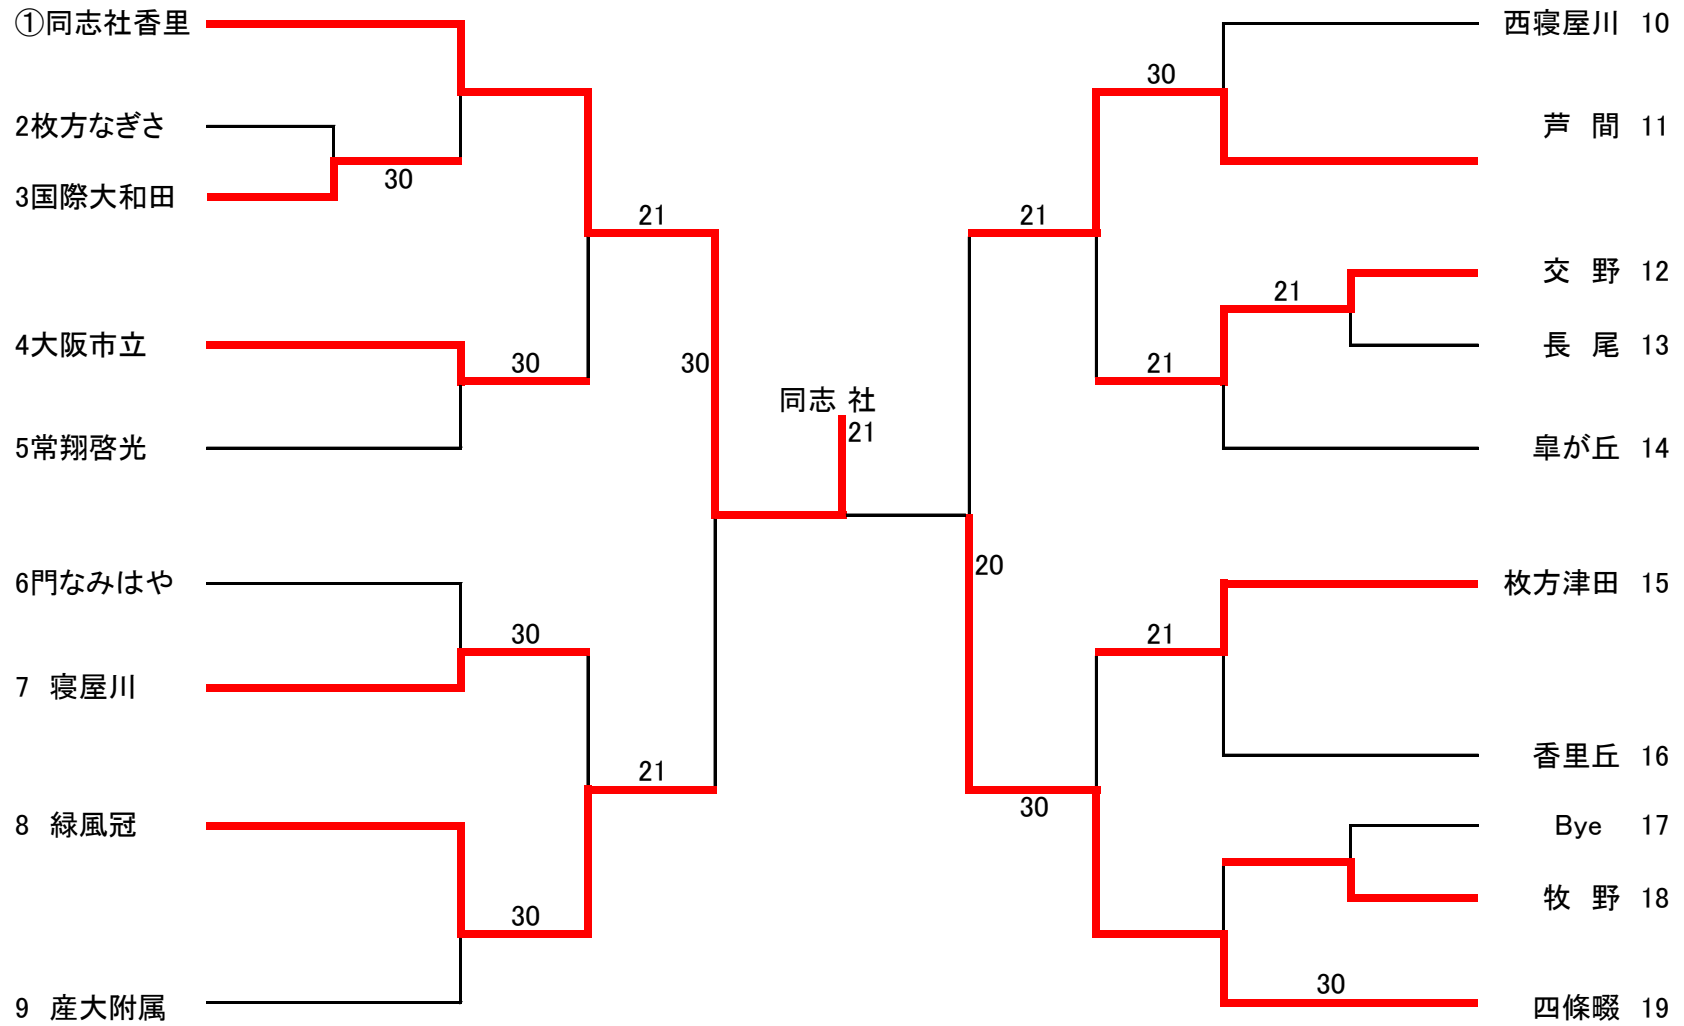 ①同志社香里
2枚方なぎさ
30
3国際大和田
21
4大阪市立
30
30
5常翔啓光
6門なみはや
30
7 寝屋川
21
8 緑風冠
30
9 産大附属
同志 社
21
西寝屋川 10
30
芦 間 11
21
交 野 12
21
長 尾 13
21
皐が丘 14
20
枚方津田 15
21
香里丘 16
30
Bye 17
牧 野 18
30
四條畷 19